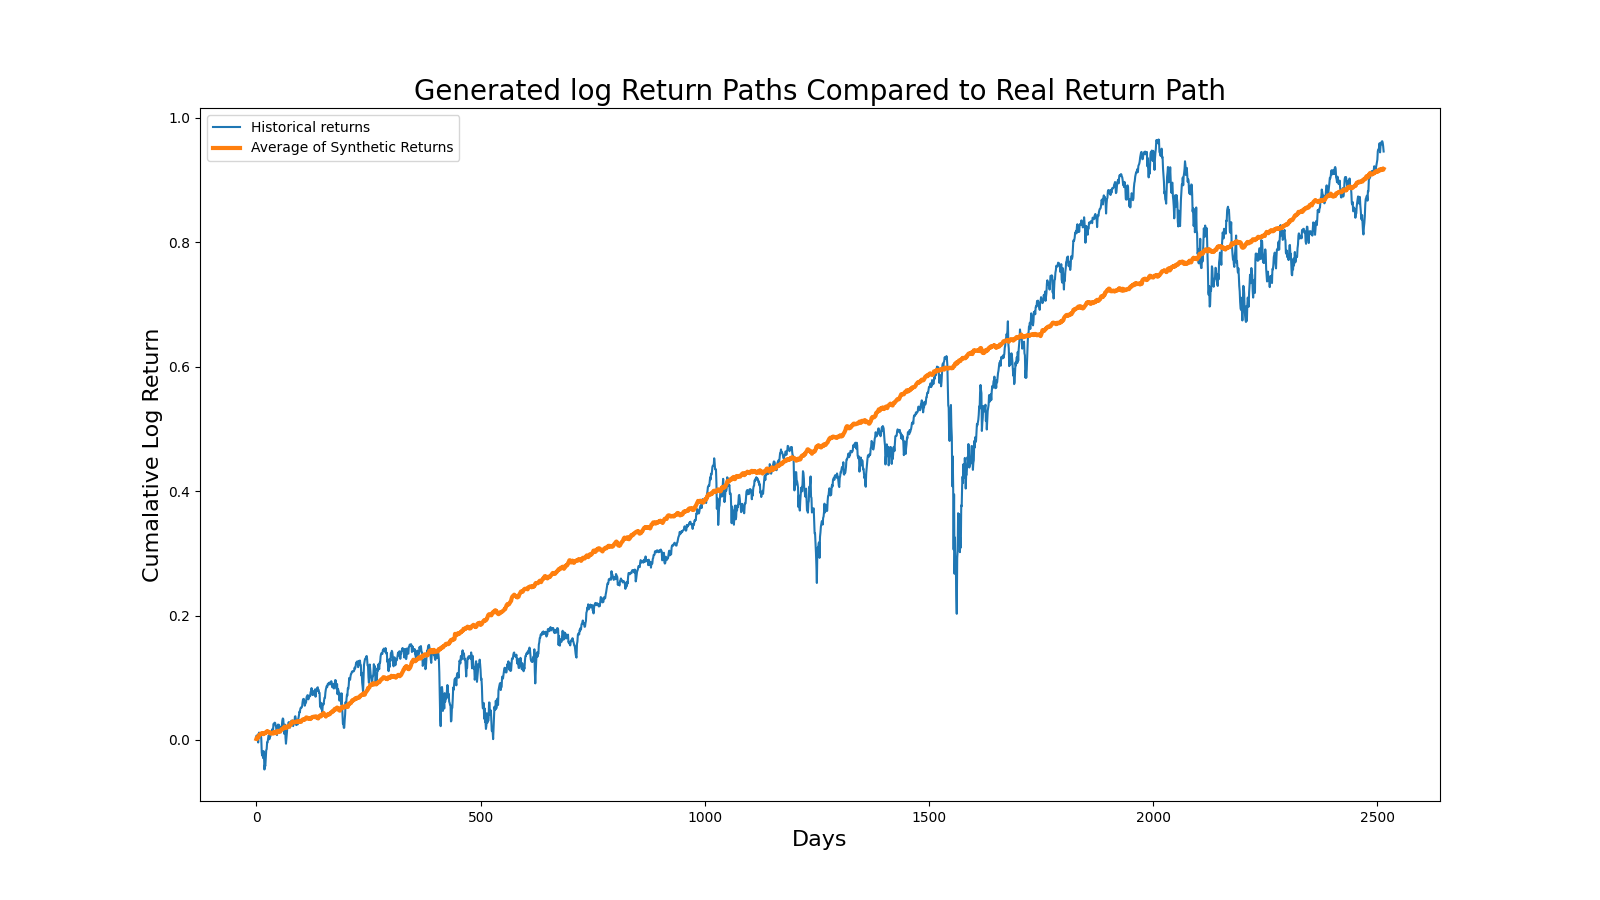 Generated log Return Paths Compared to Real Return Path
Historical returns
Average of Synthetic Returns
Cumalative Log Return
1.0
0.8
0.6
0.4
0.2
0.0
0 500 1000 1500 2000 2500
Days